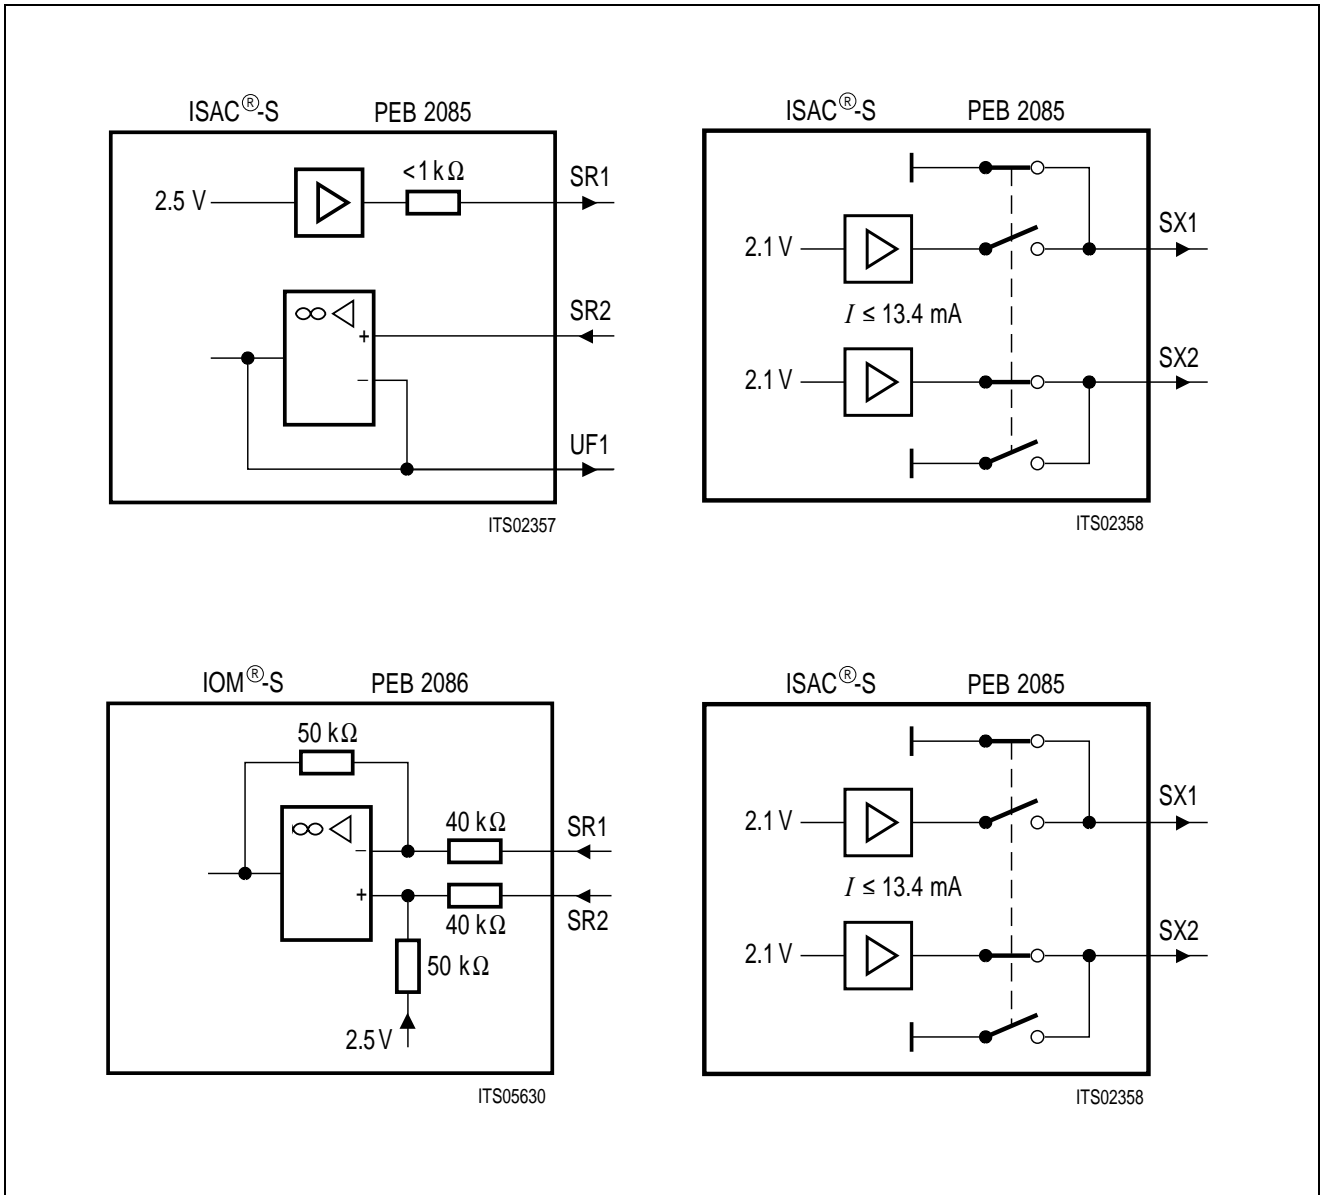 ISAC®-S PEB 2085
<1 kΩ
SR1
2.5 V
∞
+
SR2
−
UF1
ITS02357
ISAC®-S PEB 2085
SX1
2.1 V
I ≤ 13.4 mA
SX2
2.1 V
ITS02358
IOM®-S PEB 2086
50 kΩ
40 kΩ
SR1
∞
−
+
40 kΩ
SR2
50 kΩ
2.5 V
ITS05630
ISAC®-S PEB 2085
SX1
2.1 V
I ≤ 13.4 mA
SX2
2.1 V
ITS02358